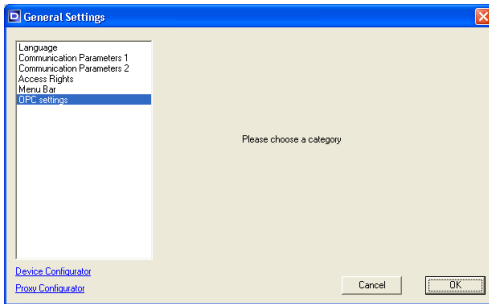 General Settings
Language
Communication Parameters 1
Communication Parameters 2
Access Rights
Menu Bar
OPC settings
Please choose a category
Device Configurator
Proxy Configurator
Cancel
OK